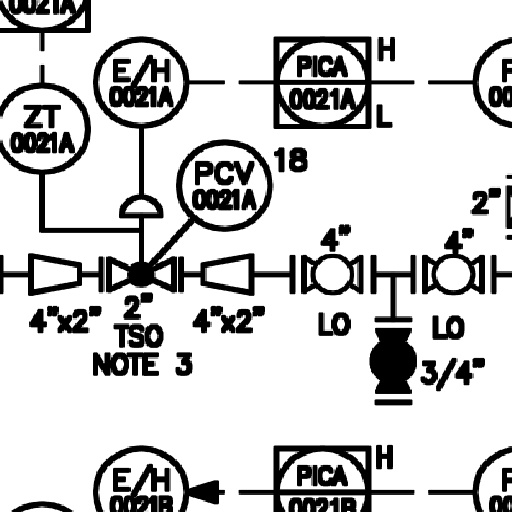 0021A
E/H
0021A
PICA
0021A
H
L
ZT
0021A
PCV
0021A
18
2"
4"
4"
4"x2"
2"
4"x2"
TSO
NOTE 3
LO
LO
3/4"
E/H
0021B
PICA
0021B
H